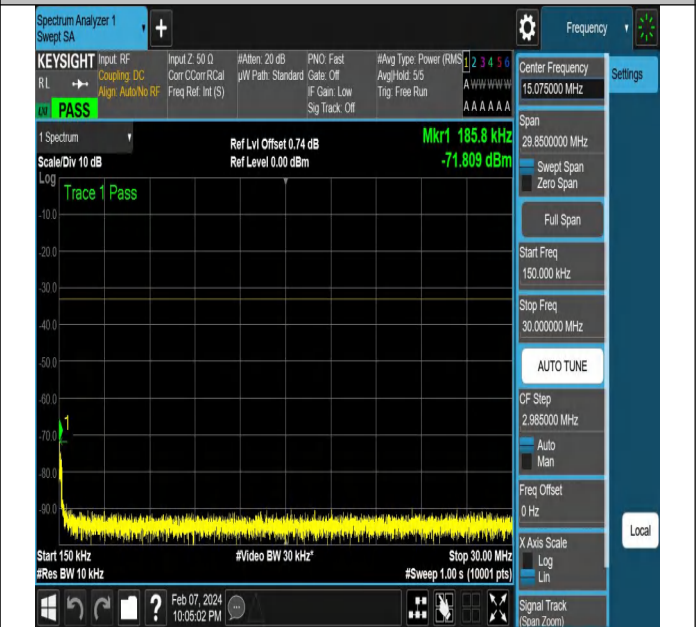 Spectrum Analyzer 1
Swept SA
+
Frequency
KEYSIGHT
RL
PASS
Input: RF
Coupling: DC
Align: Auto/No RF
Input Z: 50 Ω
Corr CCorr RCal
Freq Ref: Int (S)
#Atten: 20 dB
µW Path: Standard
PNO: Fast
Gate: Off
IF Gain: Low
Sig Track: Off
#Avg Type: Power (RMS
Avg|Hold: 5/5
Trig: Free Run
1 2 3 4 5 6
A W W W W W
A A A A A A
1 Spectrum
Scale/Div 10 dB
Ref Lvl Offset 0.74 dB
Ref Level 0.00 dBm
Mkr1 185.8 kHz
-71.809 dBm
Log
Trace 1 Pass
-10.0
-20.0
-30.0
-40.0
-50.0
-60.0
1
-70.0
-80.0
-90.0
Start 150 kHz
#Video BW 30 kHz*
Stop 30.00 MHz
#Res BW 10 kHz
#Sweep 1.00 s (10001 pts)
?
Feb 07, 2024
10:05:02 PM
Center Frequency
15.075000 MHz
Settings
Span
29.8500000 MHz
Swept Span
Zero Span
Full Span
Start Freq
150.000 kHz
Stop Freq
30.000000 MHz
AUTO TUNE
CF Step
2.985000 MHz
Auto
Man
Freq Offset
0 Hz
Local
X Axis Scale
Log
Lin
Signal Track
(Span Zoom)